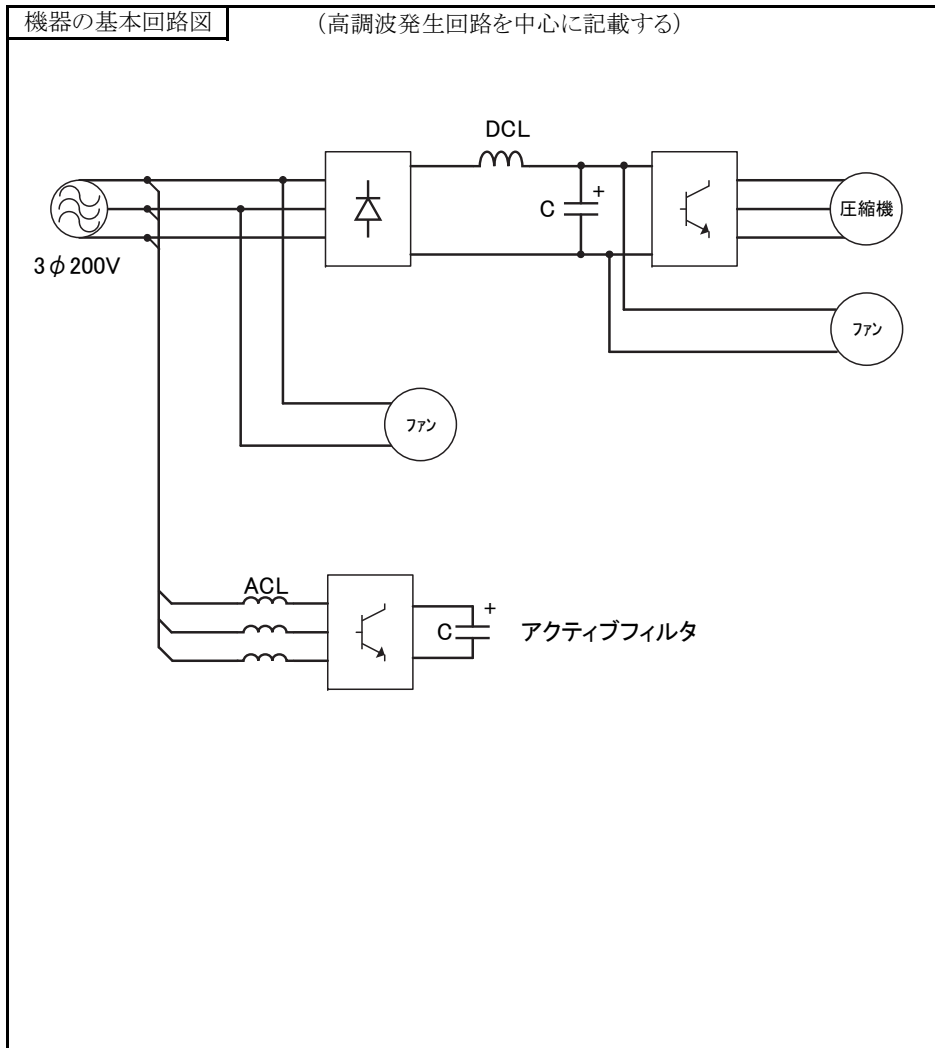 機器の基本回路図
(高調波発生回路を中心に記載する)
DCL
+
C
圧縮機
3φ200V
ファン
ファン
ACL
+
C
アクティブフィルタ